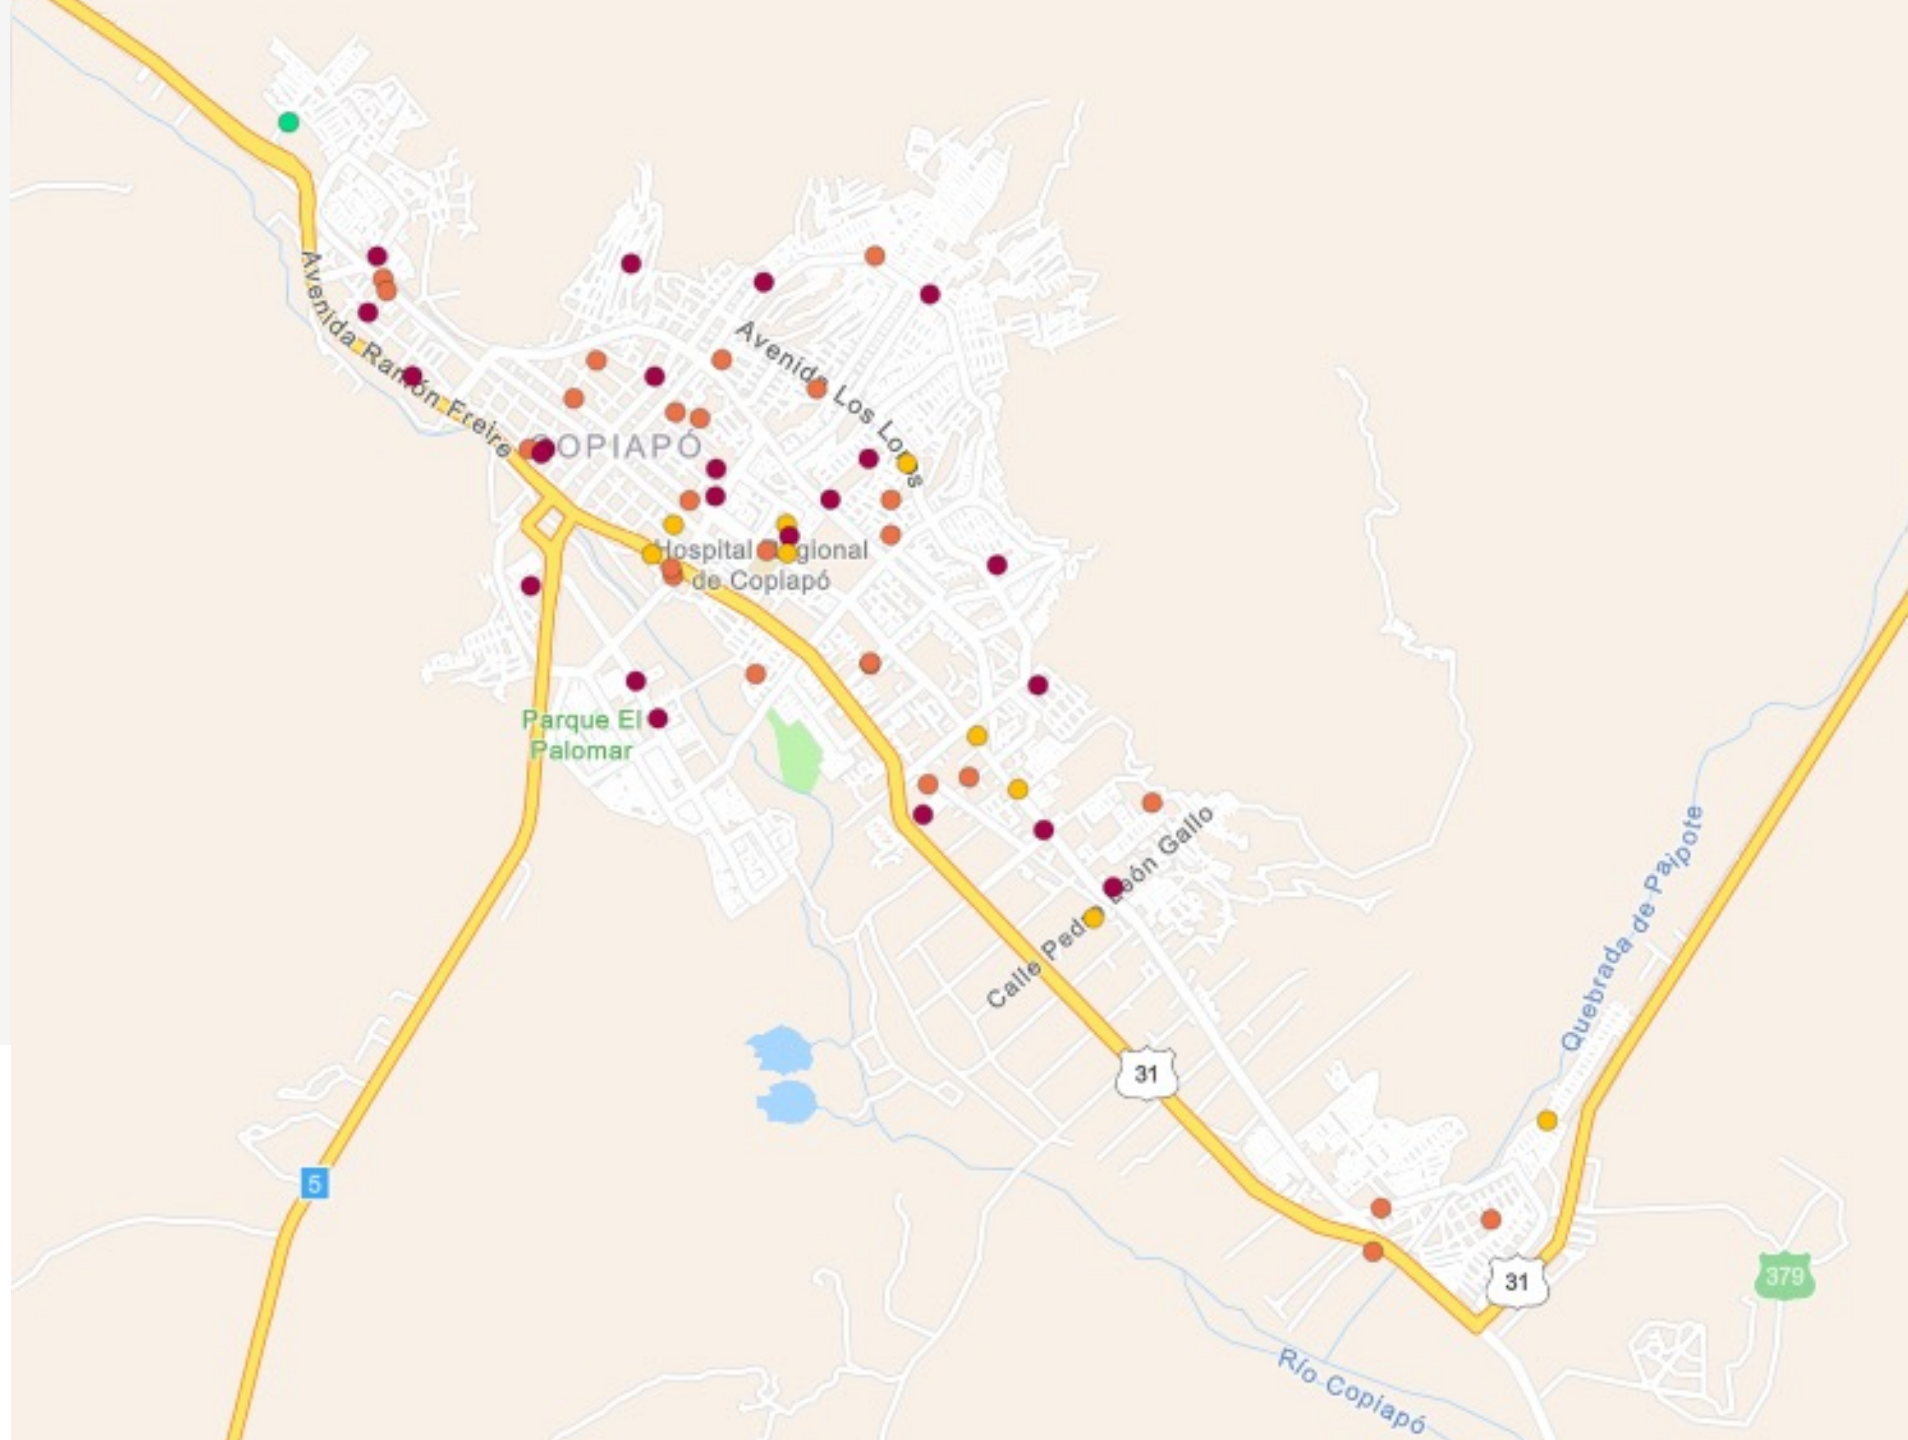 Avenida Ramón Freire
Avenida Los Loros
COPIAPÓ
Hospital Regional
de Copiapó
Parque El
Palomar
Calle Pedro León Gallo
Quebrada de Paipote
31
5
31
379
Río Copiapó